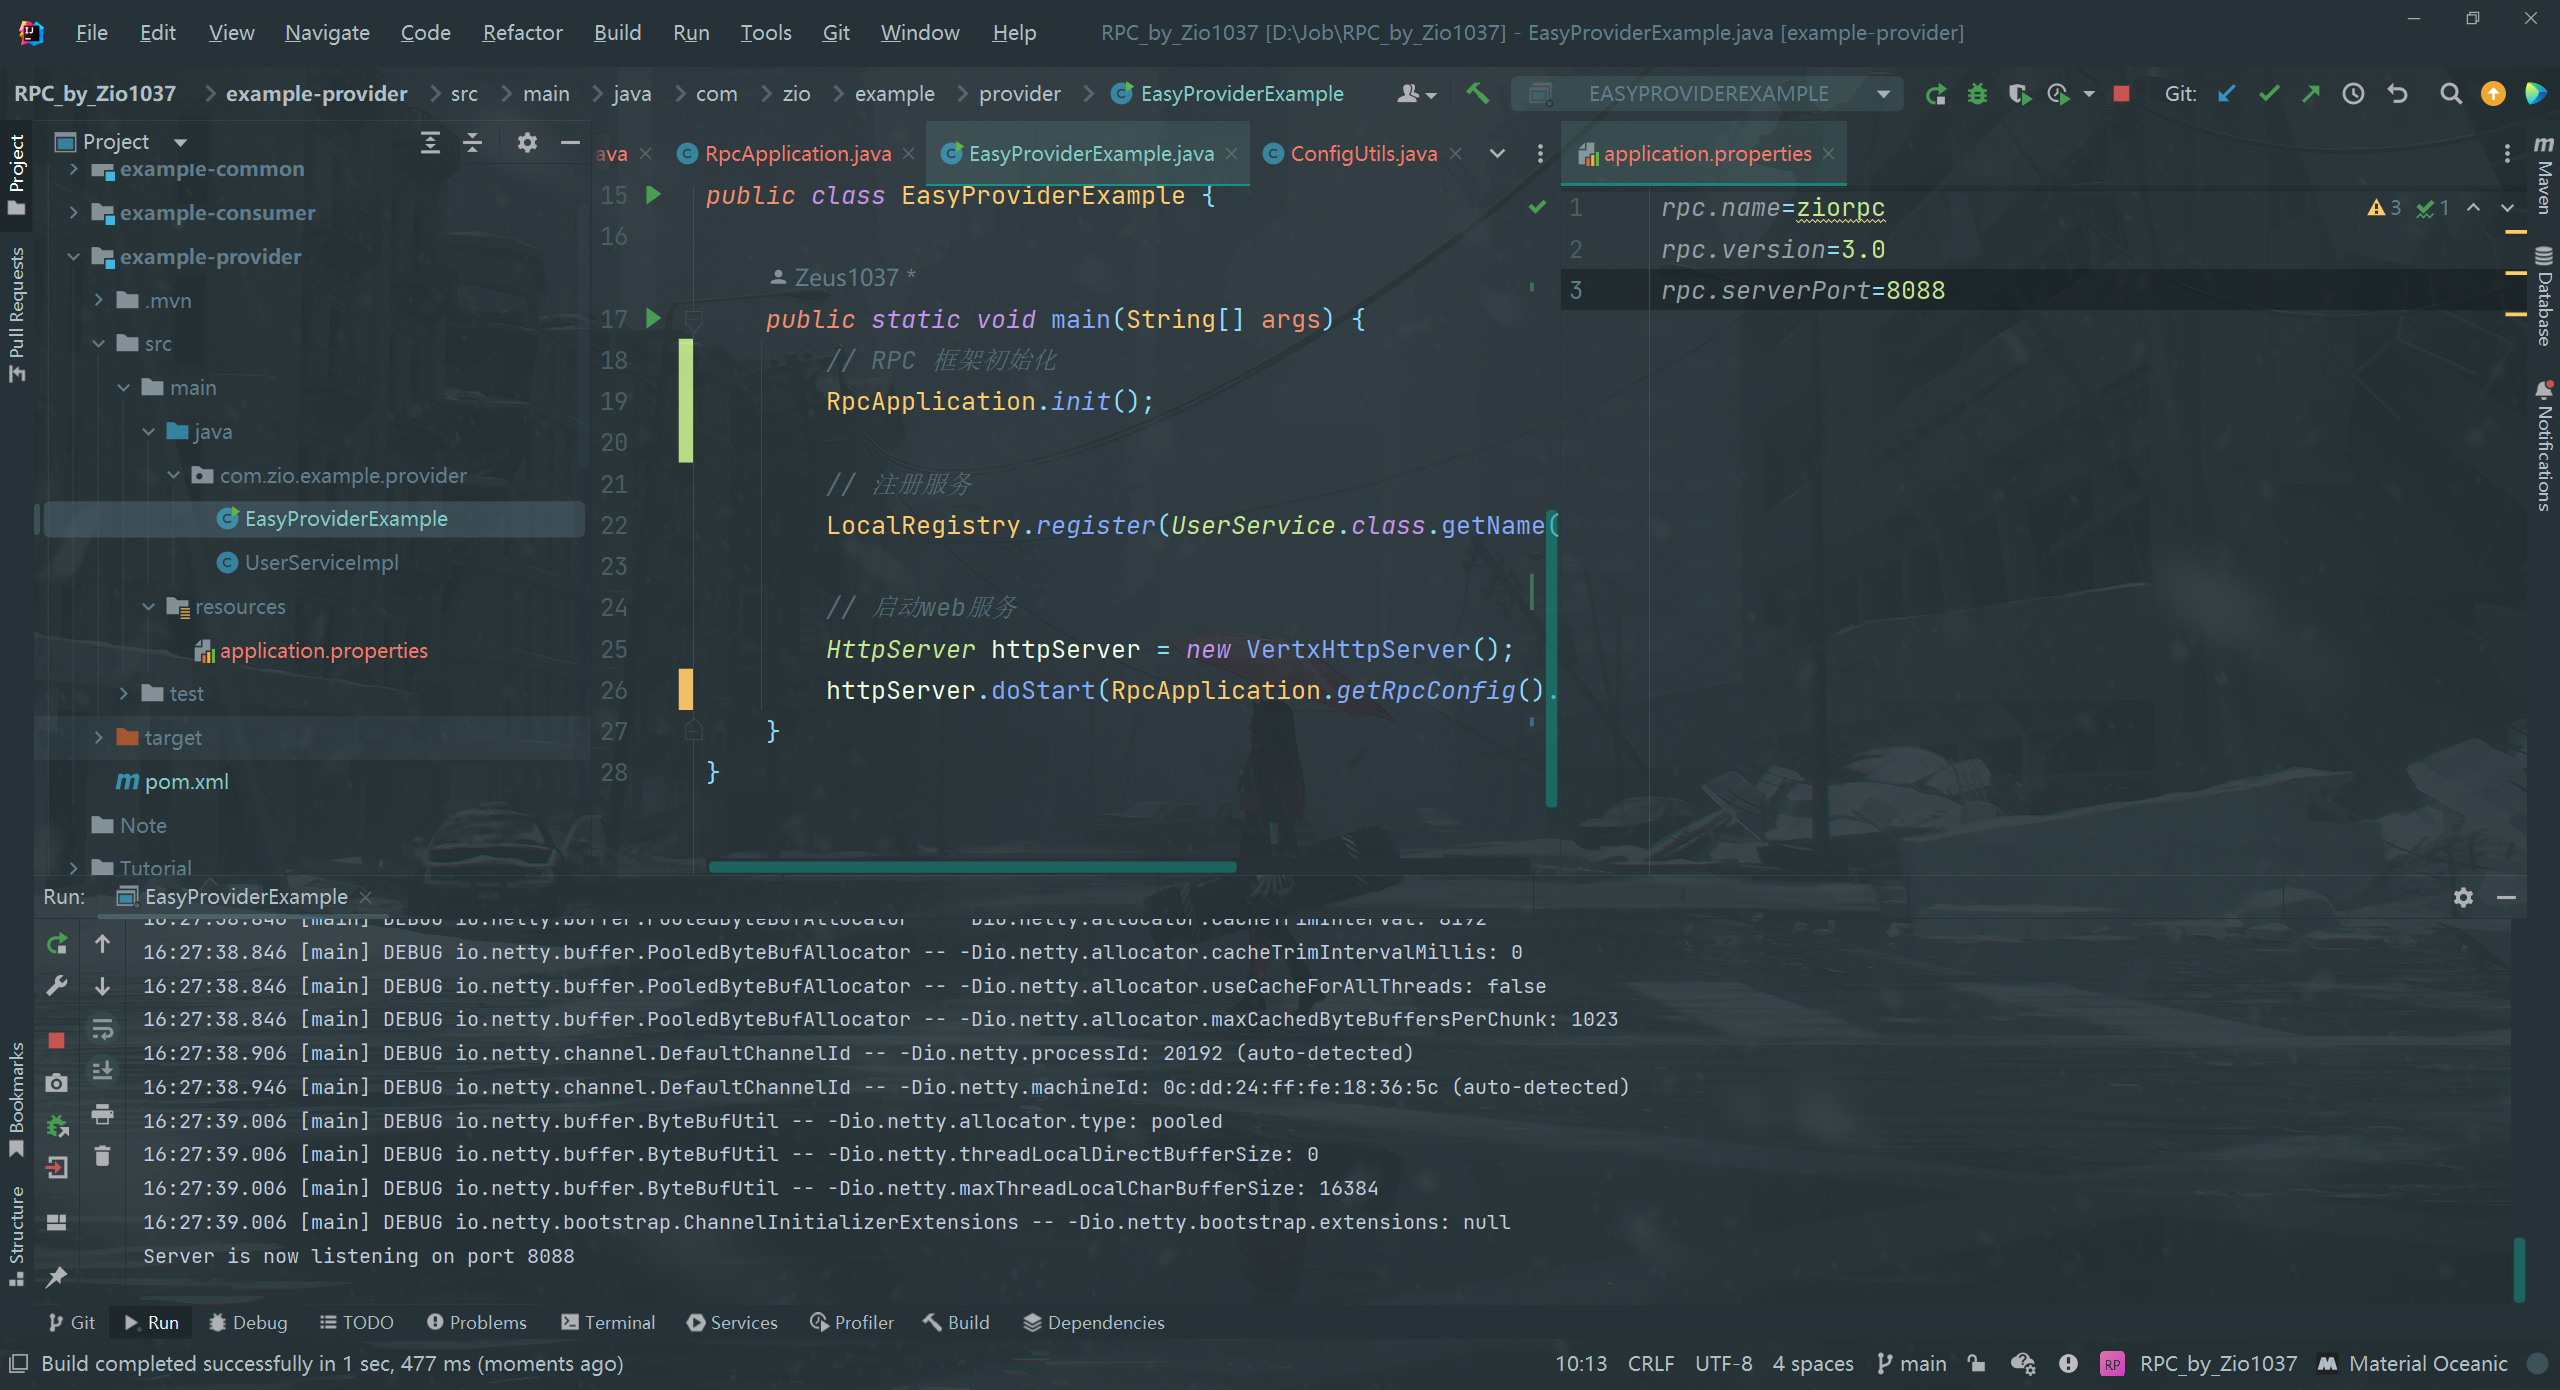 File Edit View Navigate Code Refactor Build Run Tools Git Window Help RPC_by_Zio1037 [D:\Job\RPC_by_Zio1037] - EasyProviderExample.java [example-provider]
RPC_by_Zio1037 example-provider src main java com zio example provider EasyProviderExample EASYPROVIDEREXAMPLE Git:
Project
Pull Requests
Bookmarks
Structure
Project
example-common
example-consumer
example-provider
.mvn
src
main
java
com.zio.example.provider
EasyProviderExample
UserServiceImpl
resources
application.properties
test
target
pom.xml
Note
Tutorial
ava RpcApplication.java EasyProviderExample.java ConfigUtils.java
15 public class EasyProviderExample {
16
Zeus1037 *
17 public static void main(String[] args) {
18 // RPC 框架初始化
19 RpcApplication.init();
20
21 // 注册服务
22 LocalRegistry.register(UserService.class.getName(
23
24 // 启动web服务
25 HttpServer httpServer = new VertxHttpServer();
26 httpServer.doStart(RpcApplication.getRpcConfig().
27 }
28 }
application.properties
1 rpc.name=ziorpc
2 rpc.version=3.0
3 rpc.serverPort=8088
3 1
Maven
Database
Notifications
Run: EasyProviderExample
16:27:38.846 [main] DEBUG io.netty.buffer.PooledByteBufAllocator -- -Dio.netty.allocator.cacheTrimInterval: 8192
16:27:38.846 [main] DEBUG io.netty.buffer.PooledByteBufAllocator -- -Dio.netty.allocator.cacheTrimIntervalMillis: 0
16:27:38.846 [main] DEBUG io.netty.buffer.PooledByteBufAllocator -- -Dio.netty.allocator.useCacheForAllThreads: false
16:27:38.846 [main] DEBUG io.netty.buffer.PooledByteBufAllocator -- -Dio.netty.allocator.maxCachedByteBuffersPerChunk: 1023
16:27:38.906 [main] DEBUG io.netty.channel.DefaultChannelId -- -Dio.netty.processId: 20192 (auto-detected)
16:27:38.946 [main] DEBUG io.netty.channel.DefaultChannelId -- -Dio.netty.machineId: 0c:dd:24:ff:fe:18:36:5c (auto-detected)
16:27:39.006 [main] DEBUG io.netty.buffer.ByteBufUtil -- -Dio.netty.allocator.type: pooled
16:27:39.006 [main] DEBUG io.netty.buffer.ByteBufUtil -- -Dio.netty.threadLocalDirectBufferSize: 0
16:27:39.006 [main] DEBUG io.netty.buffer.ByteBufUtil -- -Dio.netty.maxThreadLocalCharBufferSize: 16384
16:27:39.006 [main] DEBUG io.netty.bootstrap.ChannelInitializerExtensions -- -Dio.netty.bootstrap.extensions: null
Server is now listening on port 8088
Git Run Debug TODO Problems Terminal Services Profiler Build Dependencies
Build completed successfully in 1 sec, 477 ms (moments ago) 10:13 CRLF UTF-8 4 spaces main RP RPC_by_Zio1037 Material Oceanic